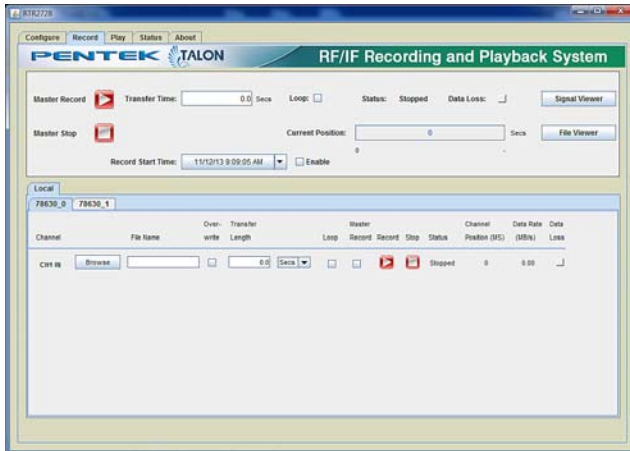 RTR2728
Configure Record Play Status About
PENTEK TALON RF/IF Recording and Playback System
Master Record Transfer Time: 0.0 Secs Loop: Status: Stopped Data Loss: Signal Viewer
Master Stop Current Position: 0 Secs File Viewer
0 -
Record Start Time: 11/12/13 9:09:05 AM Enable
Local
78630_0 78630_1
Over- Transfer Master Channel Data Rate Data
Channel File Name write Length Loop Record Record Stop Status Position (MS) (MB/s) Loss
CH1 IN Browse 0.0 Secs Stopped 0 0.00